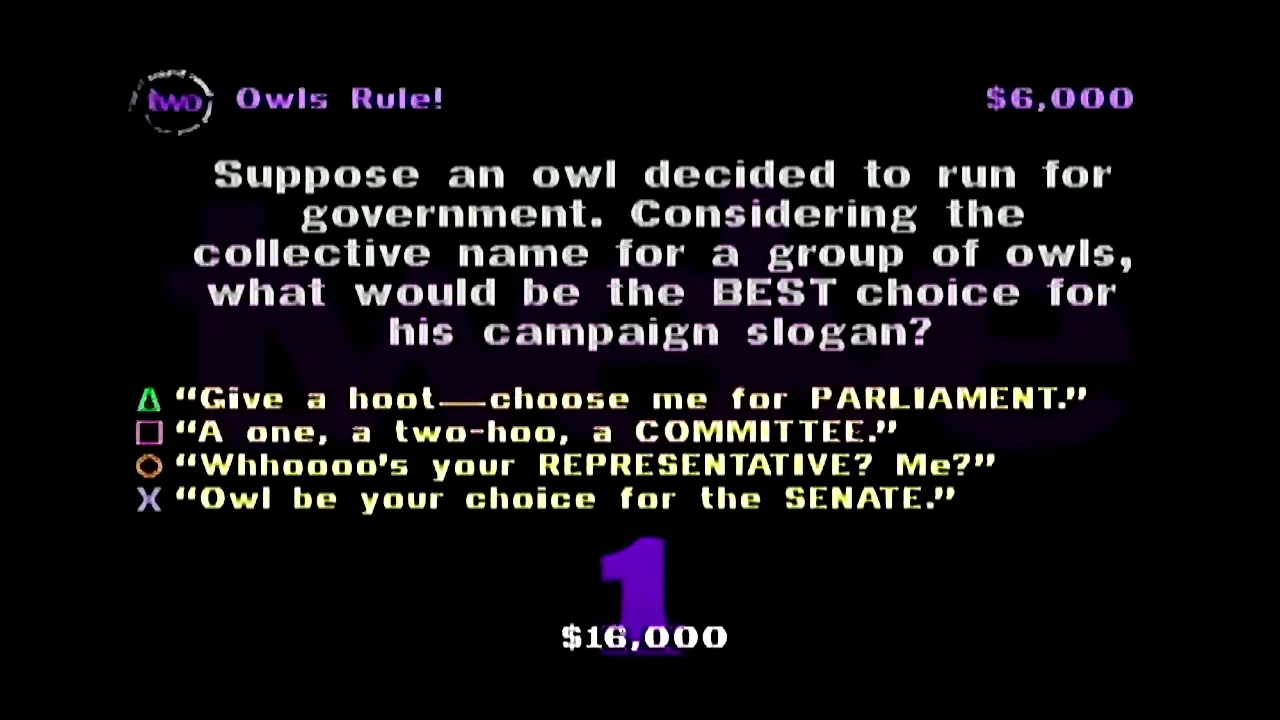 two Owls Rule! $6,000
Suppose an owl decided to run for
government. Considering the
collective name for a group of owls,
what would be the BEST choice for
his campaign slogan?
Δ “Give a hoot—choose me for PARLIAMENT.”
□ “A one, a two-hoo, a COMMITTEE.”
○ “Whhoooo's your REPRESENTATIVE? Me?”
X “Owl be your choice for the SENATE.”
1
$16,000